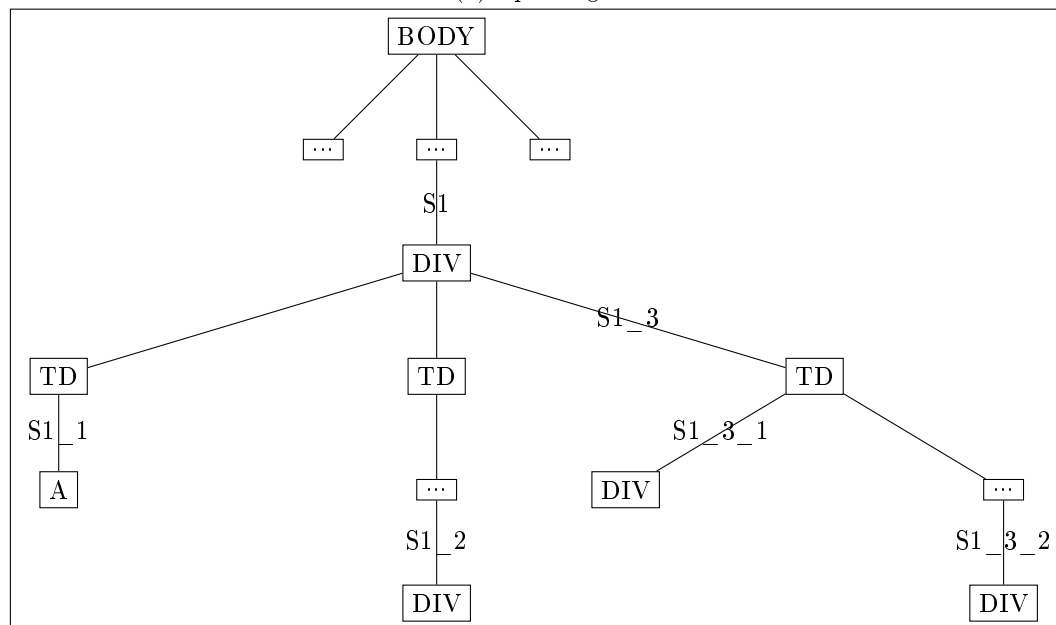 BODY
... ... ...
S1
DIV
S1_3
TD TD TD
S1_1 S1_3_1
A ... DIV ...
S1_2 S1_3_2
DIV DIV